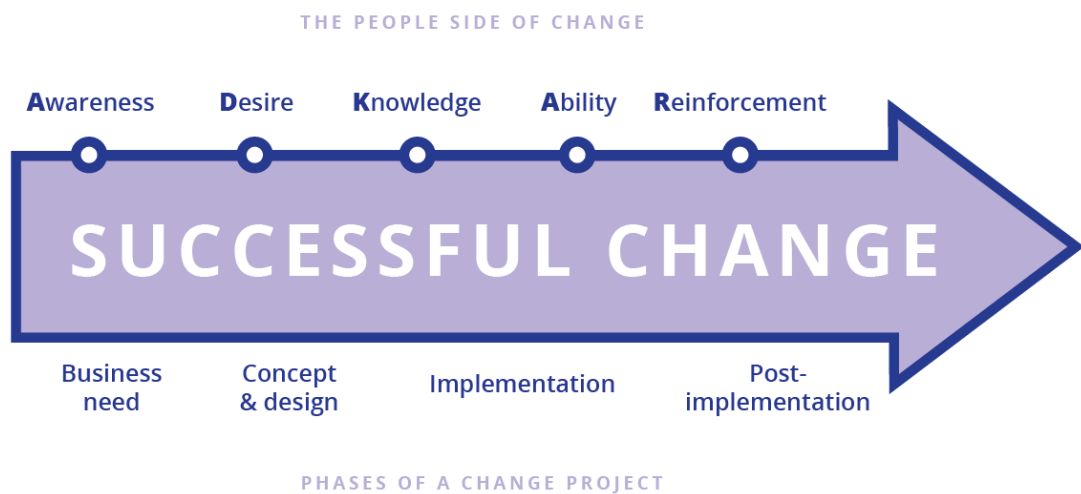 THE PEOPLE SIDE OF CHANGE
Awareness Desire Knowledge Ability Reinforcement
SUCCESSFUL CHANGE
Business need
Concept & design
Implementation
Post-implementation
PHASES OF A CHANGE PROJECT